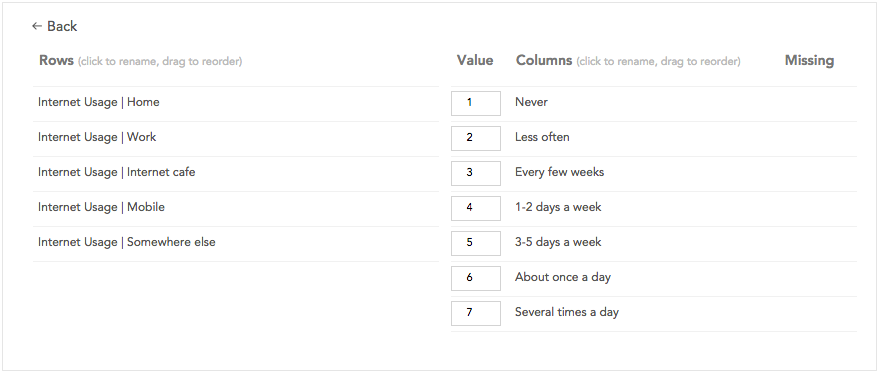 ← Back
Rows (click to rename, drag to reorder) Value Columns (click to rename, drag to reorder) Missing
Internet Usage | Home 1 Never
Internet Usage | Work 2 Less often
Internet Usage | Internet cafe 3 Every few weeks
Internet Usage | Mobile 4 1-2 days a week
Internet Usage | Somewhere else 5 3-5 days a week
6 About once a day
7 Several times a day